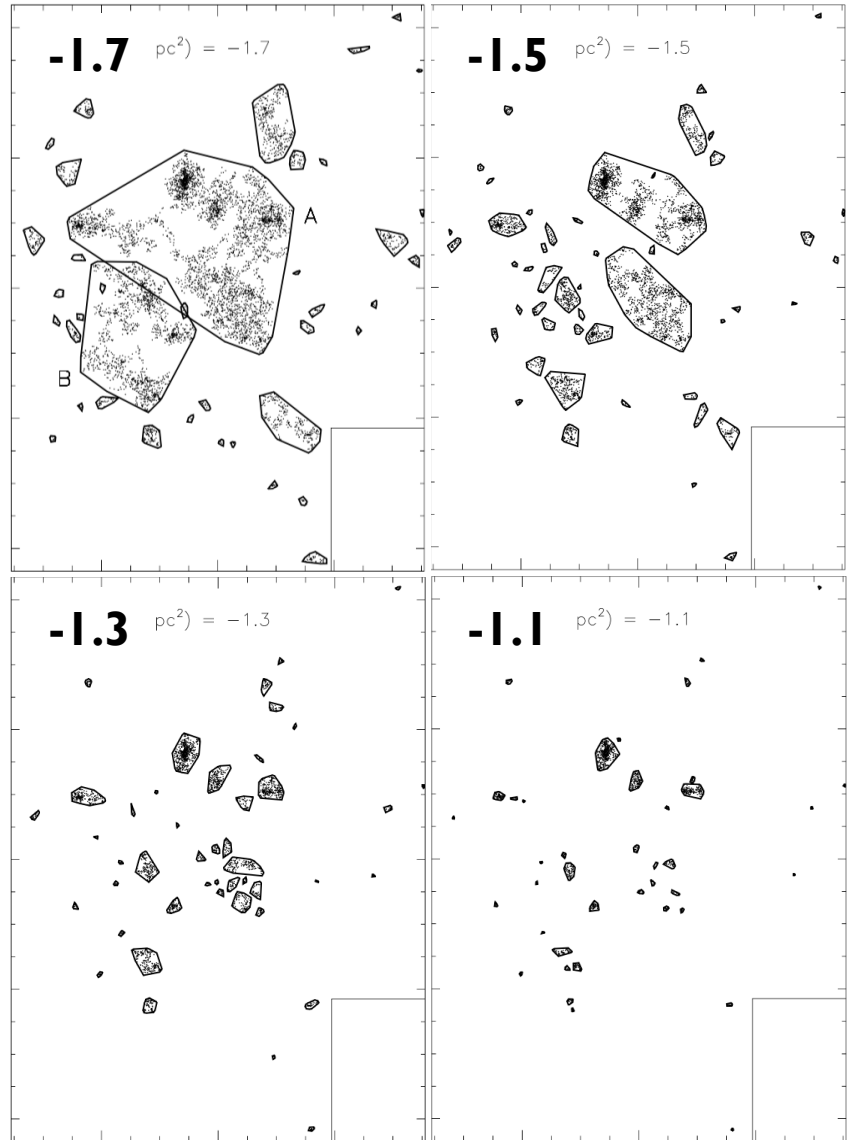 -1.7 pc²) = −1.7
A
B
-1.5 pc²) = −1.5
-1.3 pc²) = −1.3
-1.1 pc²) = −1.1